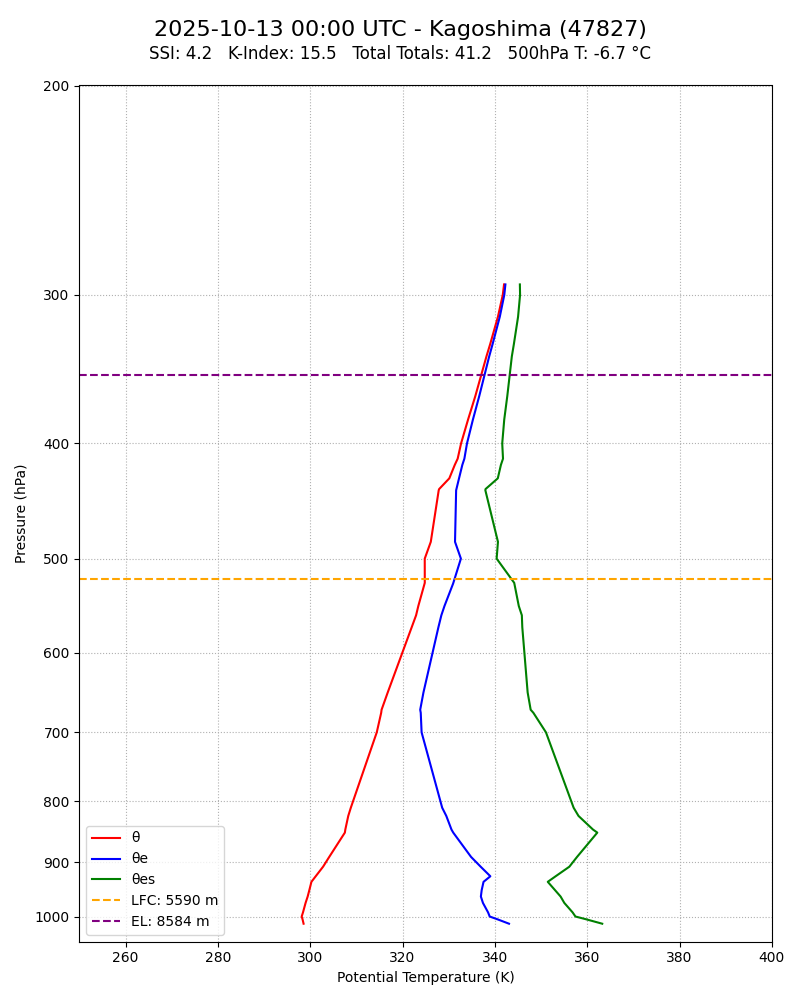 2025-10-13 00:00 UTC - Kagoshima (47827)
SSI: 4.2   K-Index: 15.5   Total Totals: 41.2   500hPa T: -6.7 °C
200
300
400
500
600
700
800
900
1000
Pressure (hPa)
θ
θe
θes
LFC: 5590 m
EL: 8584 m
260 280 300 320 340 360 380 400
Potential Temperature (K)